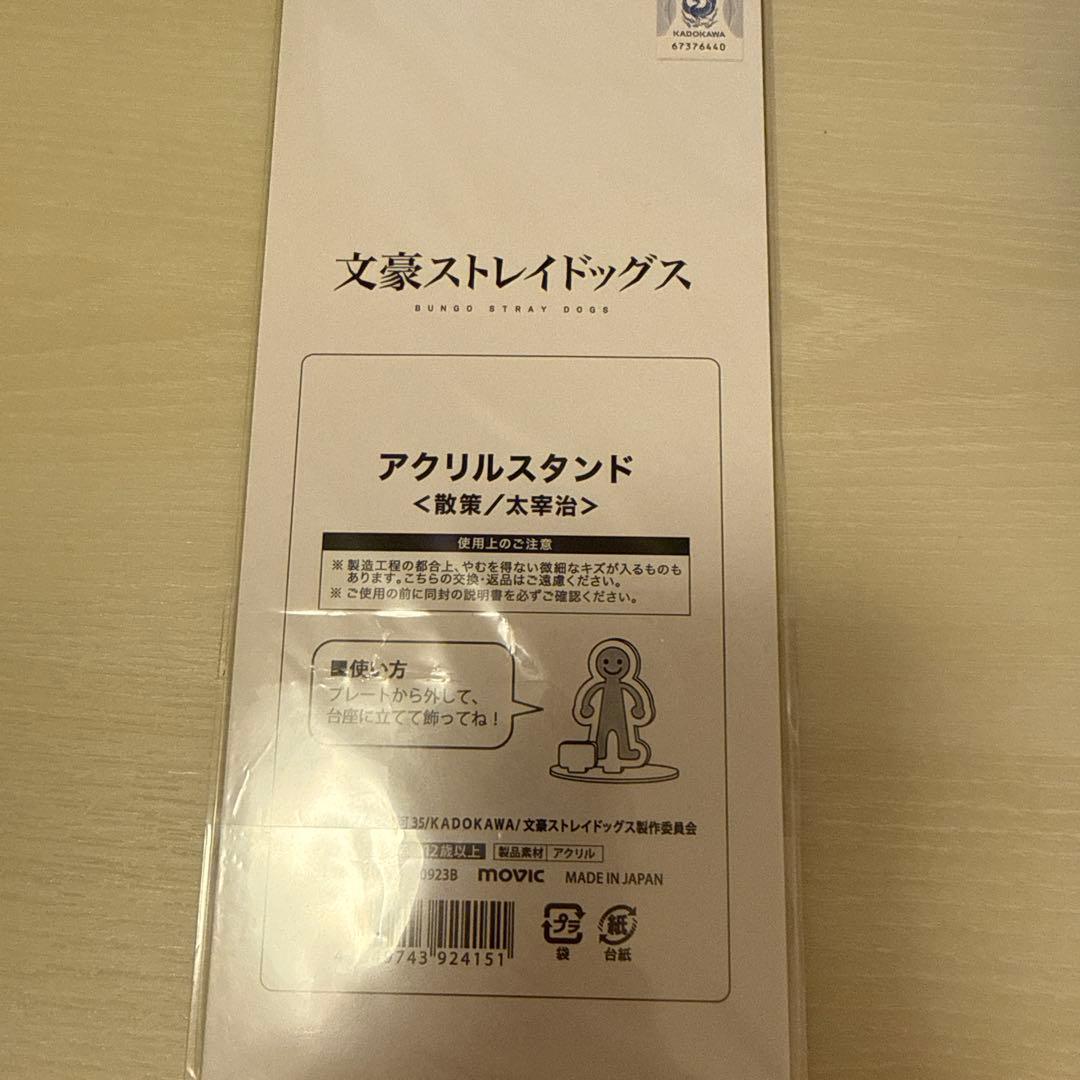 KADOKAWA
67376440
文豪ストレイドッグス
BUNGO STRAY DOGS
アクリルスタンド
＜散策／太宰治＞
使用上のご注意
※ 製造工程の都合上、やむを得ない微細なキズが入るものも
あります。こちらの交換・返品はご遠慮ください。
※ ご使用の前に同封の説明書を必ずご確認ください。
使い方
プレートから外して、
台座に立てて飾ってね！
35/KADOKAWA/文豪ストレイドッグス製作委員会
12歳以上 製品素材 アクリル
0923B movic MADE IN JAPAN
743 924151
プラ 紙
袋 台紙